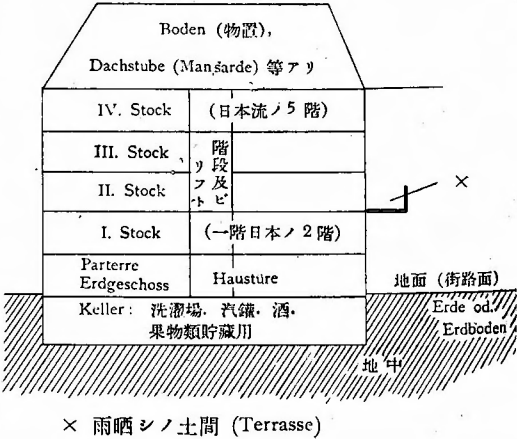 Boden (物置),
Dachstube (Mansarde) 等アリ
IV. Stock (日本流ノ5階)
III. Stock
II. Stock
階段及ビ
リフト
×
I. Stock (一階日本ノ2階)
Parterre
Erdgeschoss Haustüre
地面 (街路面)
Keller: 洗濯場. 汽鑵. 酒.
果物類貯蔵用
Erde od.
Erdboden
地中
× 雨晒シノ土間 (Terrasse)